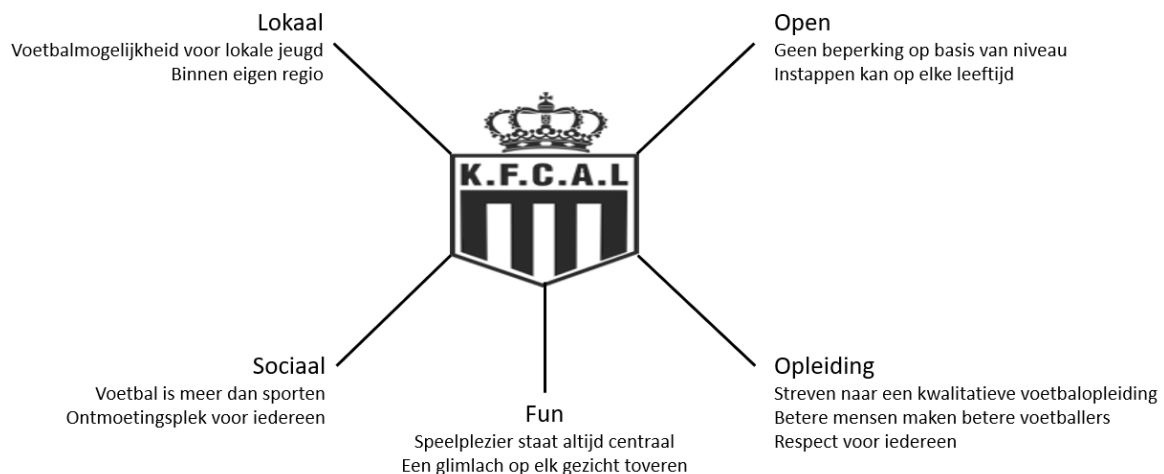 Lokaal
Voetbalmogelijkheid voor lokale jeugd
Binnen eigen regio
Open
Geen beperking op basis van niveau
Instappen kan op elke leeftijd
K.F.C.A.L
Sociaal
Voetbal is meer dan sporten
Ontmoetingsplek voor iedereen
Fun
Speelplezier staat altijd centraal
Een glimlach op elk gezicht toveren
Opleiding
Streven naar een kwalitatieve voetbalopleiding
Betere mensen maken betere voetballers
Respect voor iedereen